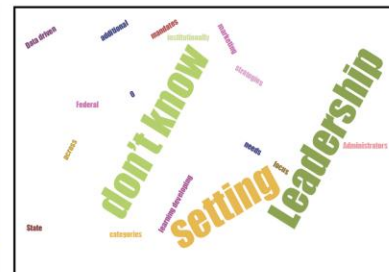 Data driven
additional
mandates
institutionally
marketing
strategies
don't know
Leadership
Federal
g
across
needs
focus
Administrators
setting
learning developing
State
categories